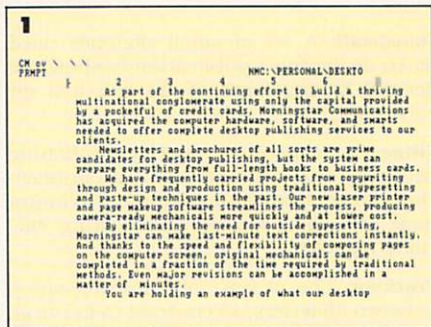 1
CM cv \ \ \
PRMPT NMC:\PERSONAL\DESKTO
1 2 3 4 5 6
As part of the continuing effort to build a thriving
multinational conglomerate using only the capital provided
by a pocketful of credit cards, Morningstar Communications
has acquired the computer hardware, software, and smarts
needed to offer complete desktop publishing services to our
clients.
Newsletters and brochures of all sorts are prime
candidates for desktop publishing, but the system can
prepare everything from full-length books to business cards.
We have frequently carried projects from copywriting
through design and production using traditional typesetting
and paste-up techniques in the past. Our new laser printer
and page makeup software streamlines the process, producing
camera-ready mechanicals more quickly and at lower cost.
By eliminating the need for outside typesetting,
Morningstar can make last-minute text corrections instantly.
And thanks to the speed and flexibility of composing pages
on the computer screen, original mechanicals can be
completed in a fraction of the time required by traditional
methods. Even major revisions can be accomplished in a
matter of minutes.
You are holding an example of what our desktop